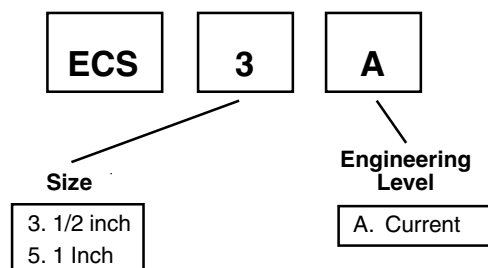 ECS 3 A
Size
3. 1/2 inch
5. 1 Inch
Engineering
Level
A. Current